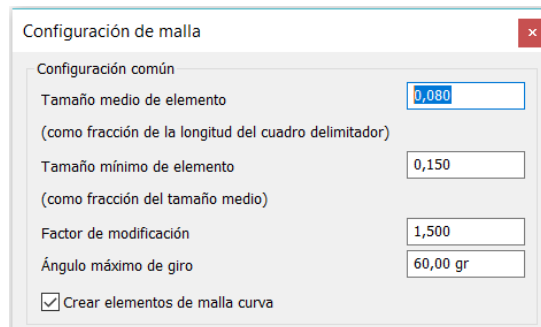 Configuración de malla
Configuración común
Tamaño medio de elemento 0,080
(como fracción de la longitud del cuadro delimitador)
Tamaño mínimo de elemento 0,150
(como fracción del tamaño medio)
Factor de modificación 1,500
Ángulo máximo de giro 60,00 gr
Crear elementos de malla curva